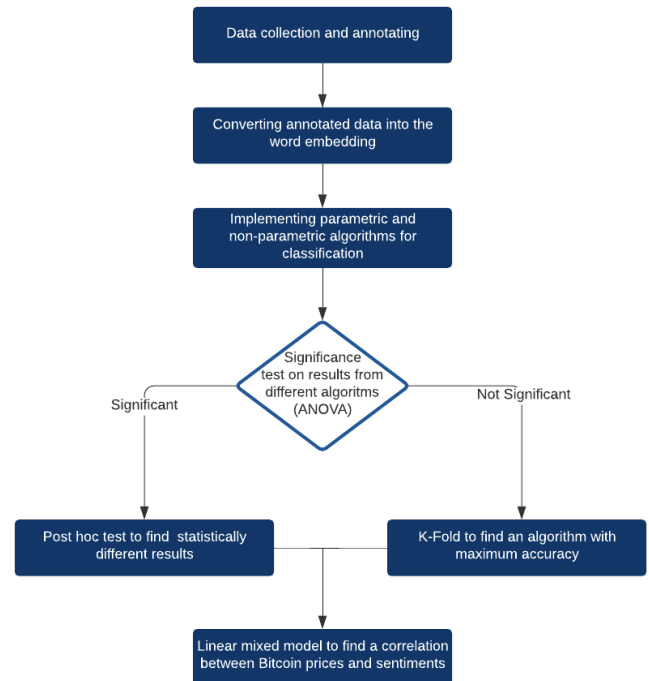 Data collection and annotating
Converting annotated data into the
word embedding
Implementing parametric and
non-parametric algorithms for
classification
Significance
test on results from
different algoritms
(ANOVA)
Significant
Not Significant
Post hoc test to find statistically
different results
K-Fold to find an algorithm with
maximum accuracy
Linear mixed model to find a correlation
between Bitcoin prices and sentiments